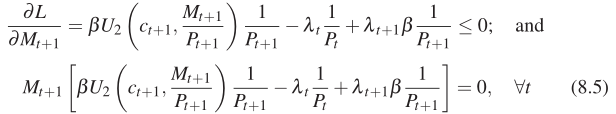 ∂L/∂M_{t+1} = βU_2 ( c_{t+1}, M_{t+1}/P_{t+1} ) 1/P_{t+1} − λ_t 1/P_t + λ_{t+1} β 1/P_{t+1} ≤ 0; and
M_{t+1} [ βU_2 ( c_{t+1}, M_{t+1}/P_{t+1} ) 1/P_{t+1} − λ_t 1/P_t + λ_{t+1} β 1/P_{t+1} ] = 0, ∀t (8.5)